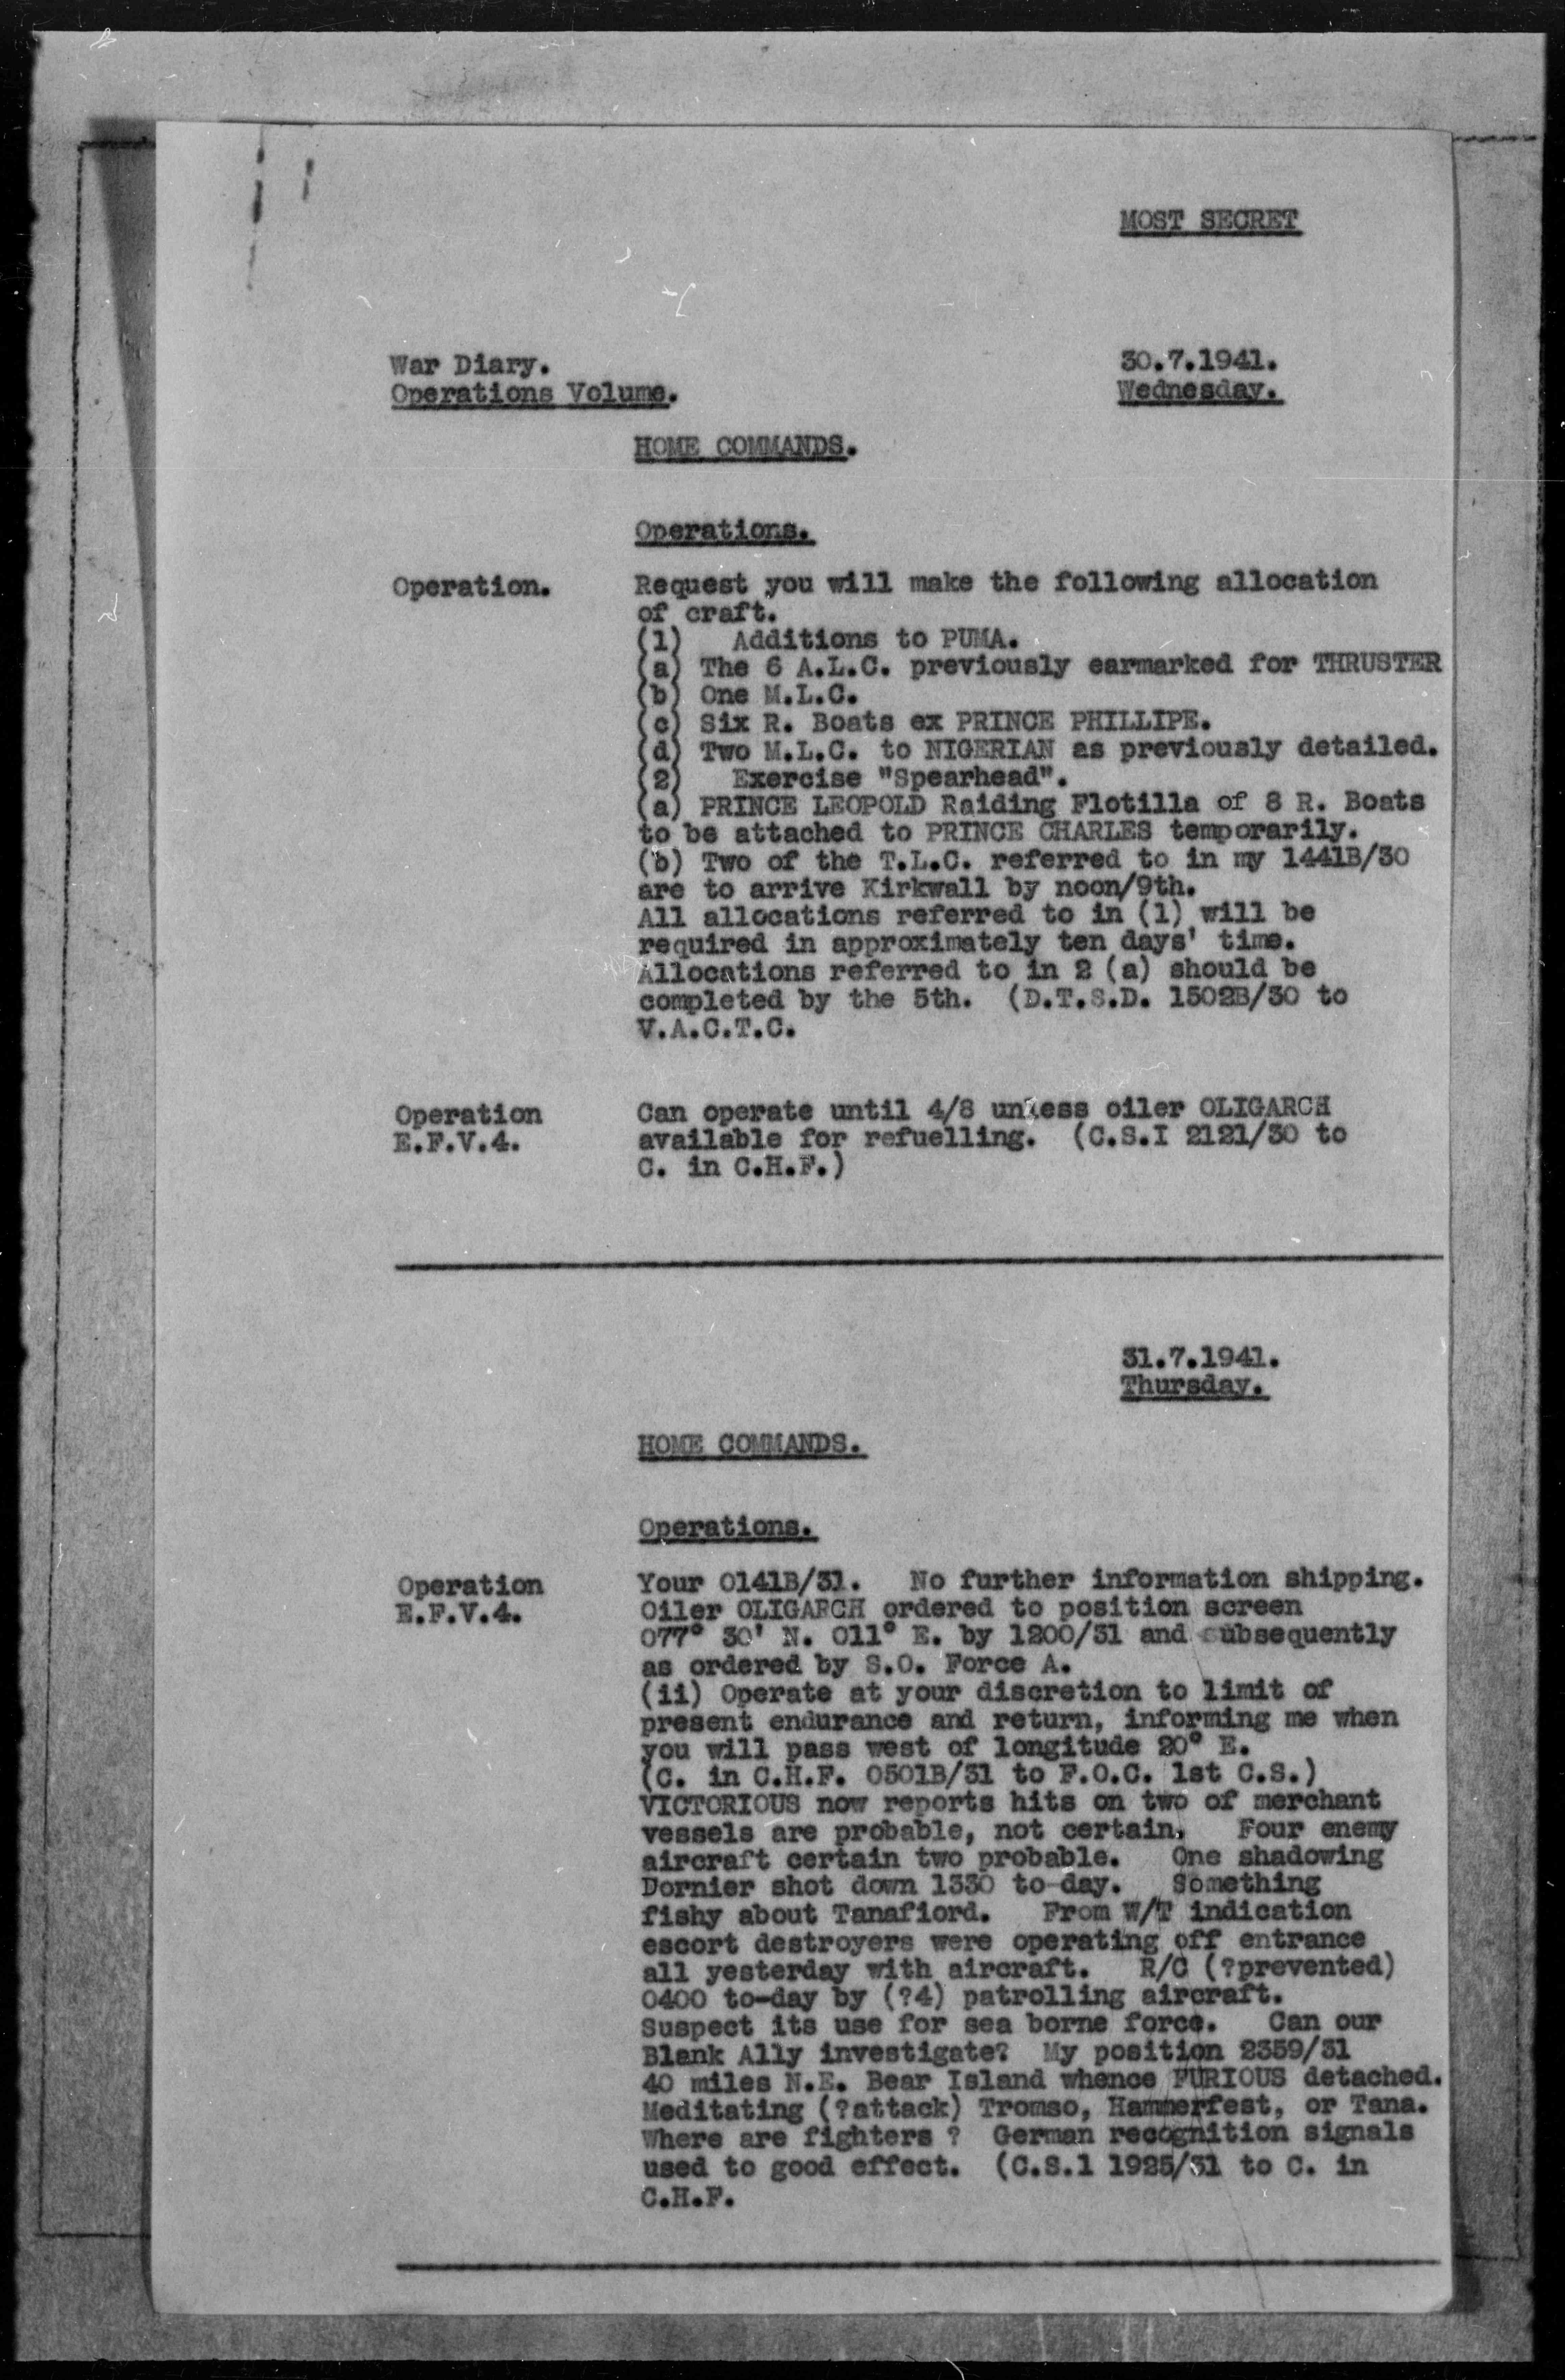 MOST SECRET
War Diary.
Operations Volume.
30.7.1941.
Wednesday.
HOME COMMANDS.
Operations.
Operation.
Request you will make the following allocation
of craft.
(1) Additions to PUMA.
(a) The 6 A.L.C. previously earmarked for THRUSTER
(b) One M.L.C.
(c) Six R. Boats ex PRINCE PHILLIPE.
(d) Two M.L.C. to NIGERIAN as previously detailed.
(2) Exercise "Spearhead".
(a) PRINCE LEOPOLD Raiding Flotilla of 8 R. Boats
to be attached to PRINCE CHARLES temporarily.
(b) Two of the T.L.C. referred to in my 1441B/30
are to arrive Kirkwall by noon/9th.
All allocations referred to in (1) will be
required in approximately ten days' time.
Allocations referred to in 2 (a) should be
completed by the 5th. (D.T.S.D. 1502B/30 to
V.A.C.T.C.
Operation
E.F.V.4.
Can operate until 4/8 unless oiler OLIGARCH
available for refuelling. (C.S.I 2121/30 to
C. in C.H.F.)
31.7.1941.
Thursday.
HOME COMMANDS.
Operations.
Operation
E.F.V.4.
Your 0141B/31. No further information shipping.
Oiler OLIGARCH ordered to position screen
077° 30' N. 011° E. by 1200/31 and subsequently
as ordered by S.O. Force A.
(ii) Operate at your discretion to limit of
present endurance and return, informing me when
you will pass west of longitude 20° E.
(C. in C.H.F. 0501B/31 to F.O.C. 1st C.S.)
VICTORIOUS now reports hits on two of merchant
vessels are probable, not certain. Four enemy
aircraft certain two probable. One shadowing
Dornier shot down 1330 to-day. Something
fishy about Tanafiord. From W/T indication
escort destroyers were operating off entrance
all yesterday with aircraft. R/C (?prevented)
0400 to-day by (?4) patrolling aircraft.
Suspect its use for sea borne force. Can our
Blank Ally investigate? My position 2359/31
40 miles N.E. Bear Island whence FURIOUS detached.
Meditating (?attack) Tromso, Hammerfest, or Tana.
Where are fighters ? German recognition signals
used to good effect. (C.S.1 1925/31 to C. in
C.H.F.